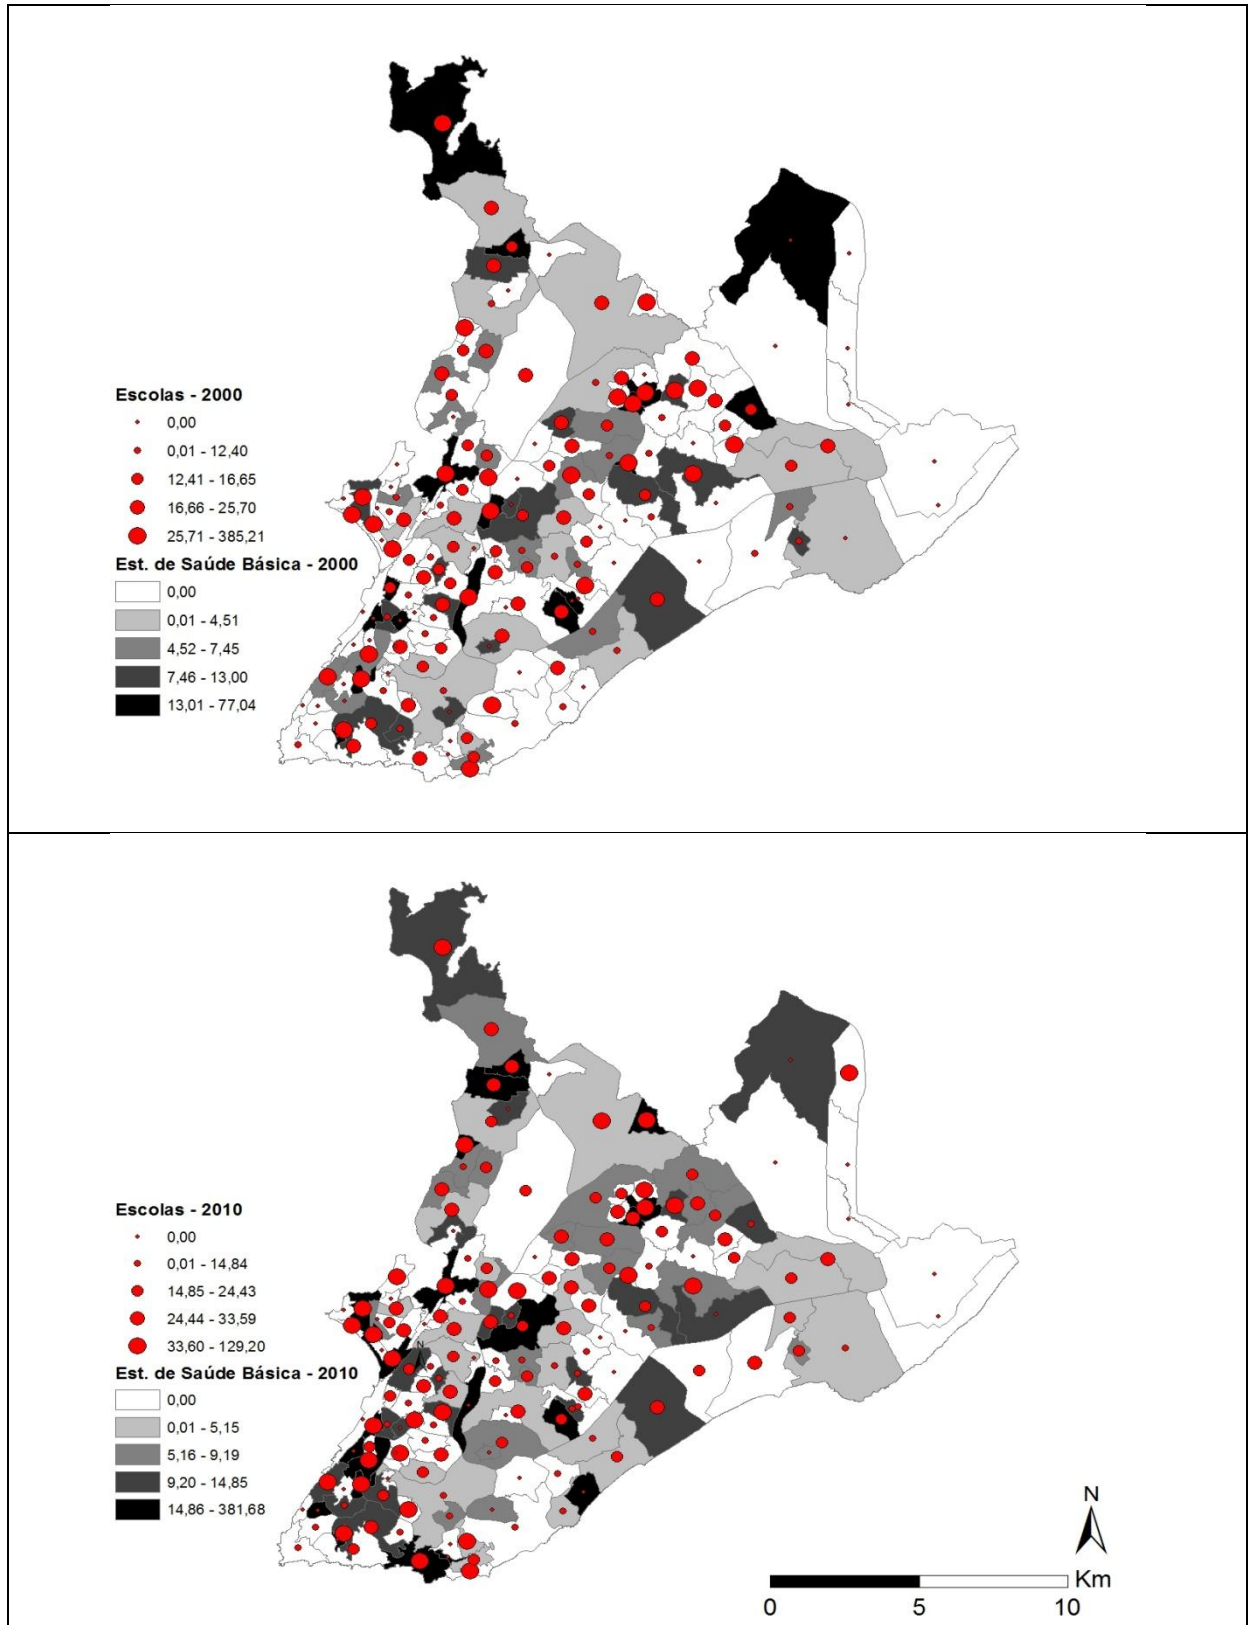 Escolas - 2000
0,00
0,01 - 12,40
12,41 - 16,65
16,66 - 25,70
25,71 - 385,21
Est. de Saúde Básica - 2000
0,00
0,01 - 4,51
4,52 - 7,45
7,46 - 13,00
13,01 - 77,04
Escolas - 2010
0,00
0,01 - 14,84
14,85 - 24,43
24,44 - 33,59
33,60 - 129,20
Est. de Saúde Básica - 2010
0,00
0,01 - 5,15
5,16 - 9,19
9,20 - 14,85
14,86 - 381,68
N
Km
0 5 10